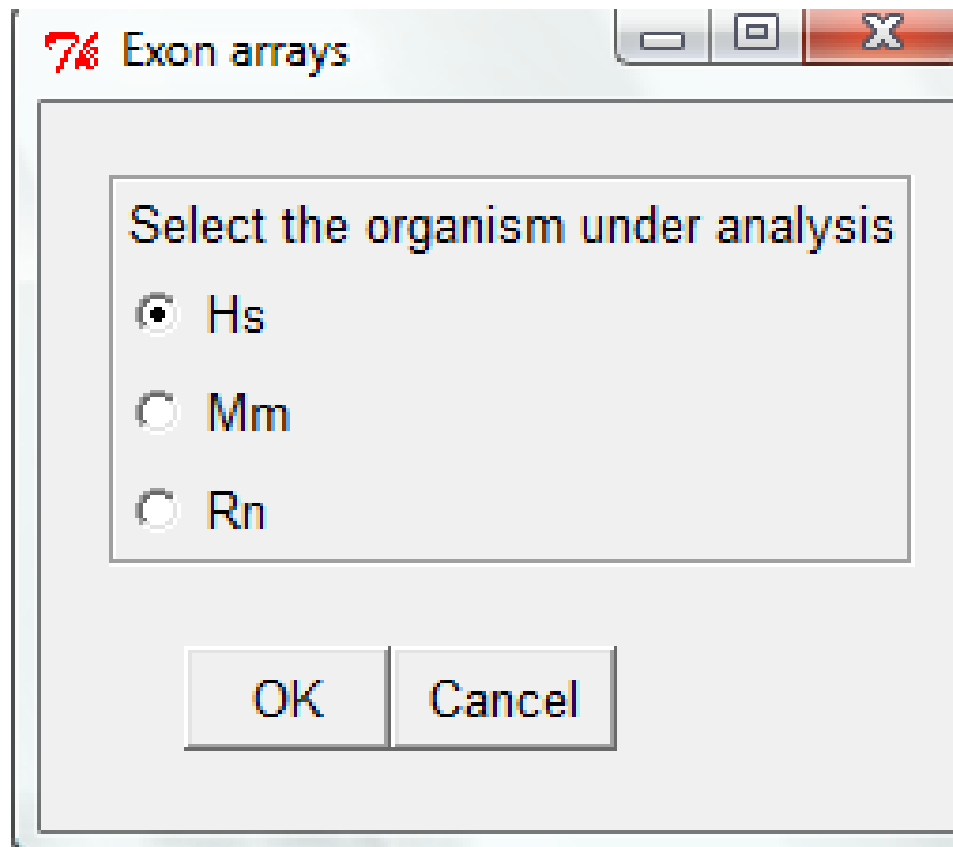 Exon arrays
Select the organism under analysis
Hs
Mm
Rn
OK Cancel